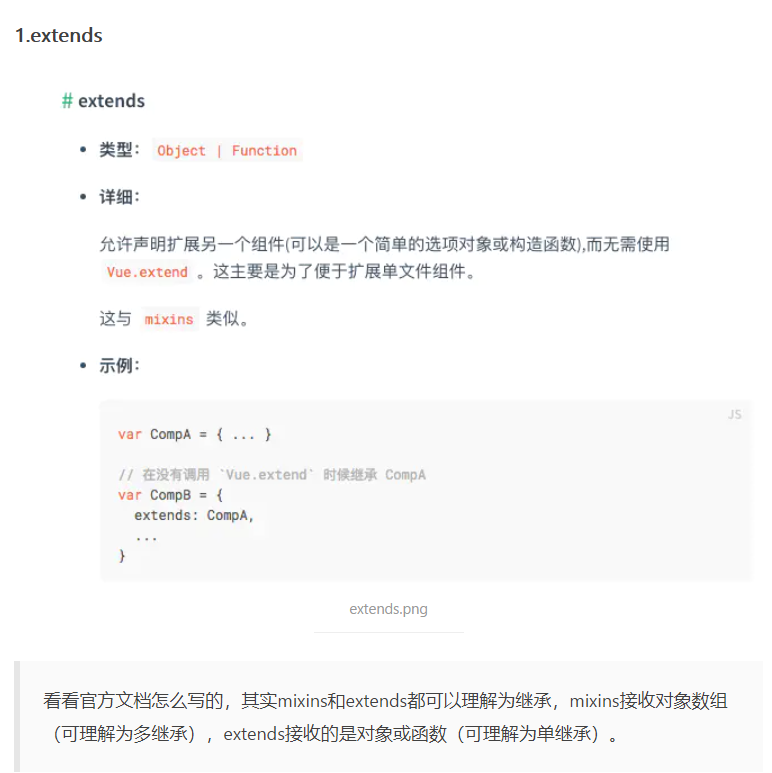 1.extends
# extends
类型： Object | Function
详细：
允许声明扩展另一个组件(可以是一个简单的选项对象或构造函数),而无需使用
Vue.extend 。这主要是为了便于扩展单文件组件。
这与 mixins 类似。
示例：
JS
var CompA = { ... }
// 在没有调用 `Vue.extend` 时候继承 CompA
var CompB = {
extends: CompA,
...
}
extends.png
看看官方文档怎么写的，其实mixins和extends都可以理解为继承，mixins接收对象数组
（可理解为多继承），extends接收的是对象或函数（可理解为单继承）。